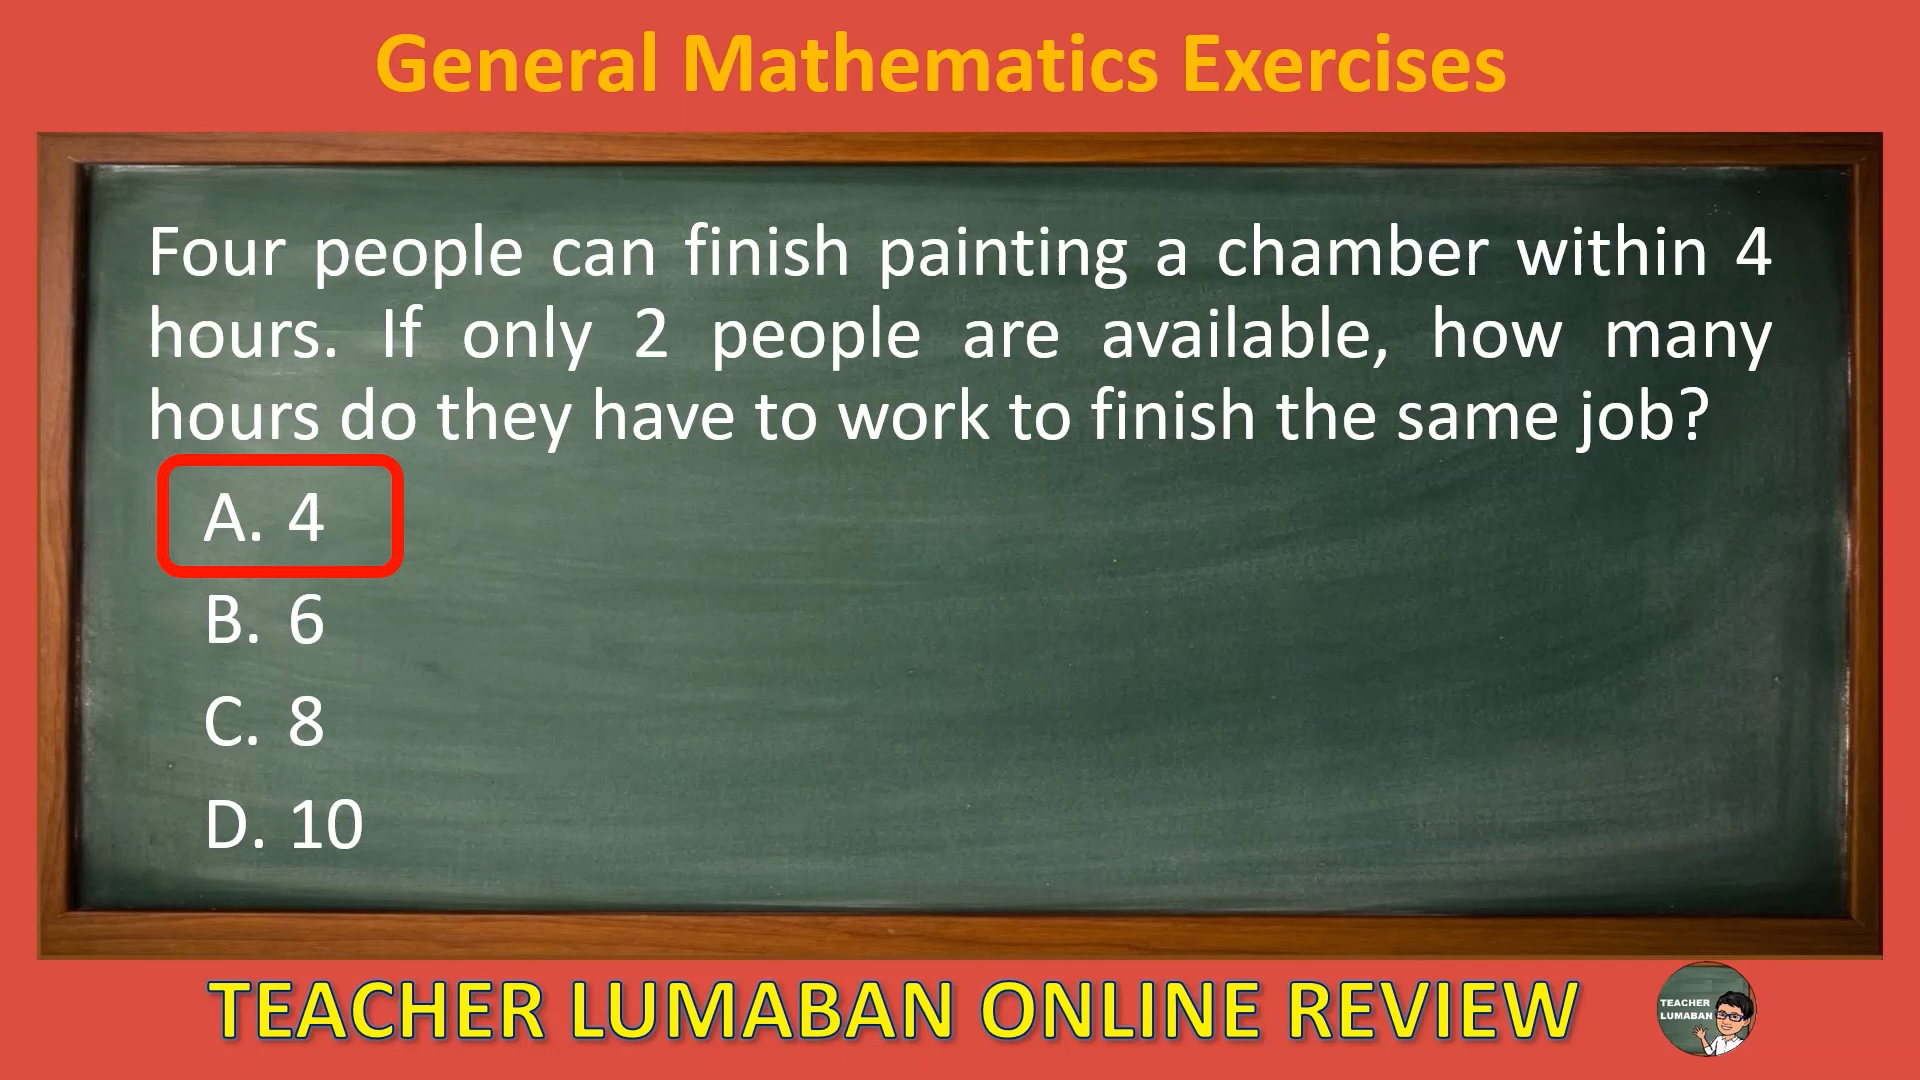 General Mathematics Exercises
Four people can finish painting a chamber within 4
hours. If only 2 people are available, how many
hours do they have to work to finish the same job?
A. 4
B. 6
C. 8
D. 10
TEACHER LUMABAN ONLINE REVIEW
TEACHER
LUMABAN